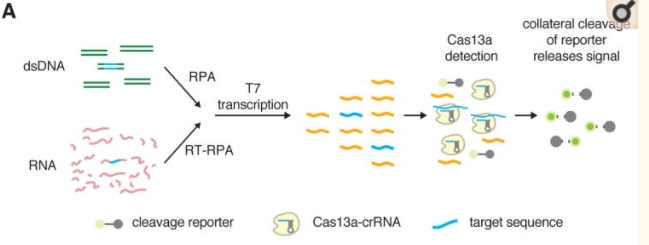 A
dsDNA
RNA
RPA
RT-RPA
T7
transcription
Cas13a
detection
collateral cleavage
of reporter
releases signal
cleavage reporter
Cas13a-crRNA
target sequence